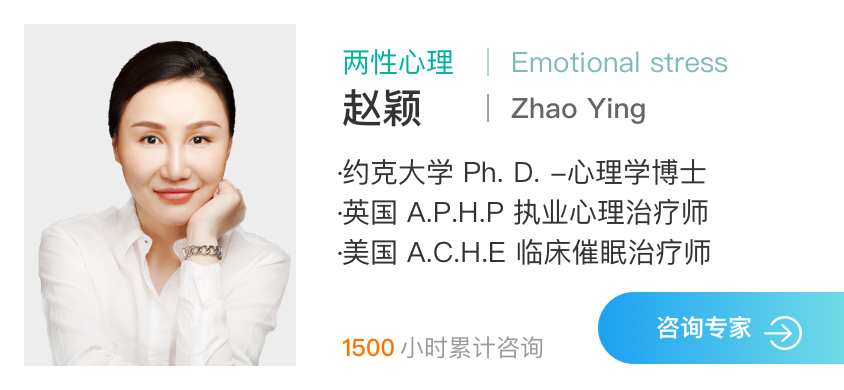 两性心理 | Emotional stress
赵颖 | Zhao Ying
·约克大学 Ph. D. –心理学博士
·英国 A.P.H.P 执业心理治疗师
·美国 A.C.H.E 临床催眠治疗师
咨询专家
1500 小时累计咨询